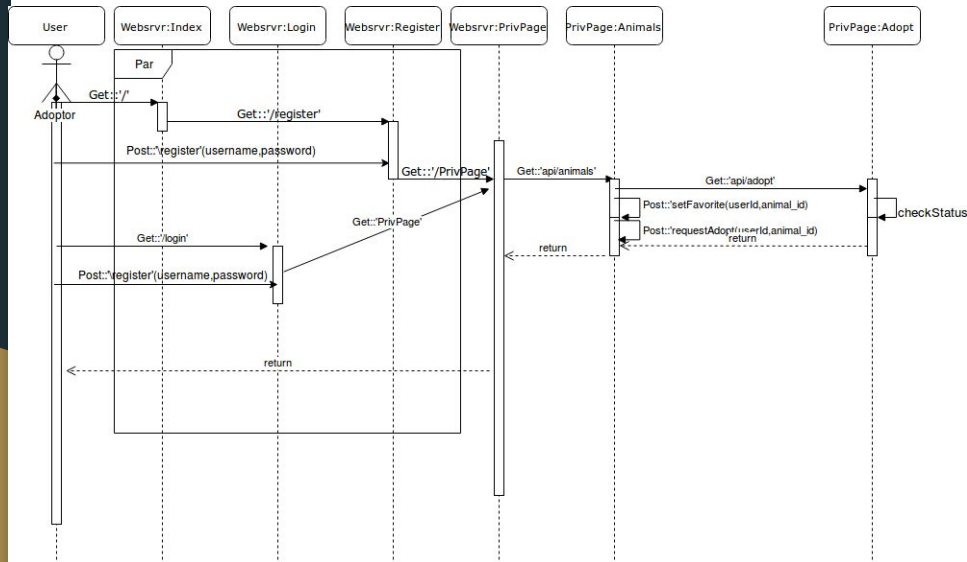 User
Websrvr:Index
Websrvr:Login
Websrvr:Register
Websrvr:PrivPage
PrivPage:Animals
PrivPage:Adopt
Par
Get::'/'
Adoptor
Get::'/register'
Post::'\register'(username,password)
Get::'/PrivPage'
Get::'api/animals'
Get::'api/adopt'
Post::'setFavorite(userId,animal_id)
checkStatus
Get::'PrivPage'
Post::'requestAdopt(userId,animal_id)
return
Get::'/login'
return
Post::'\register'(username,password)
return